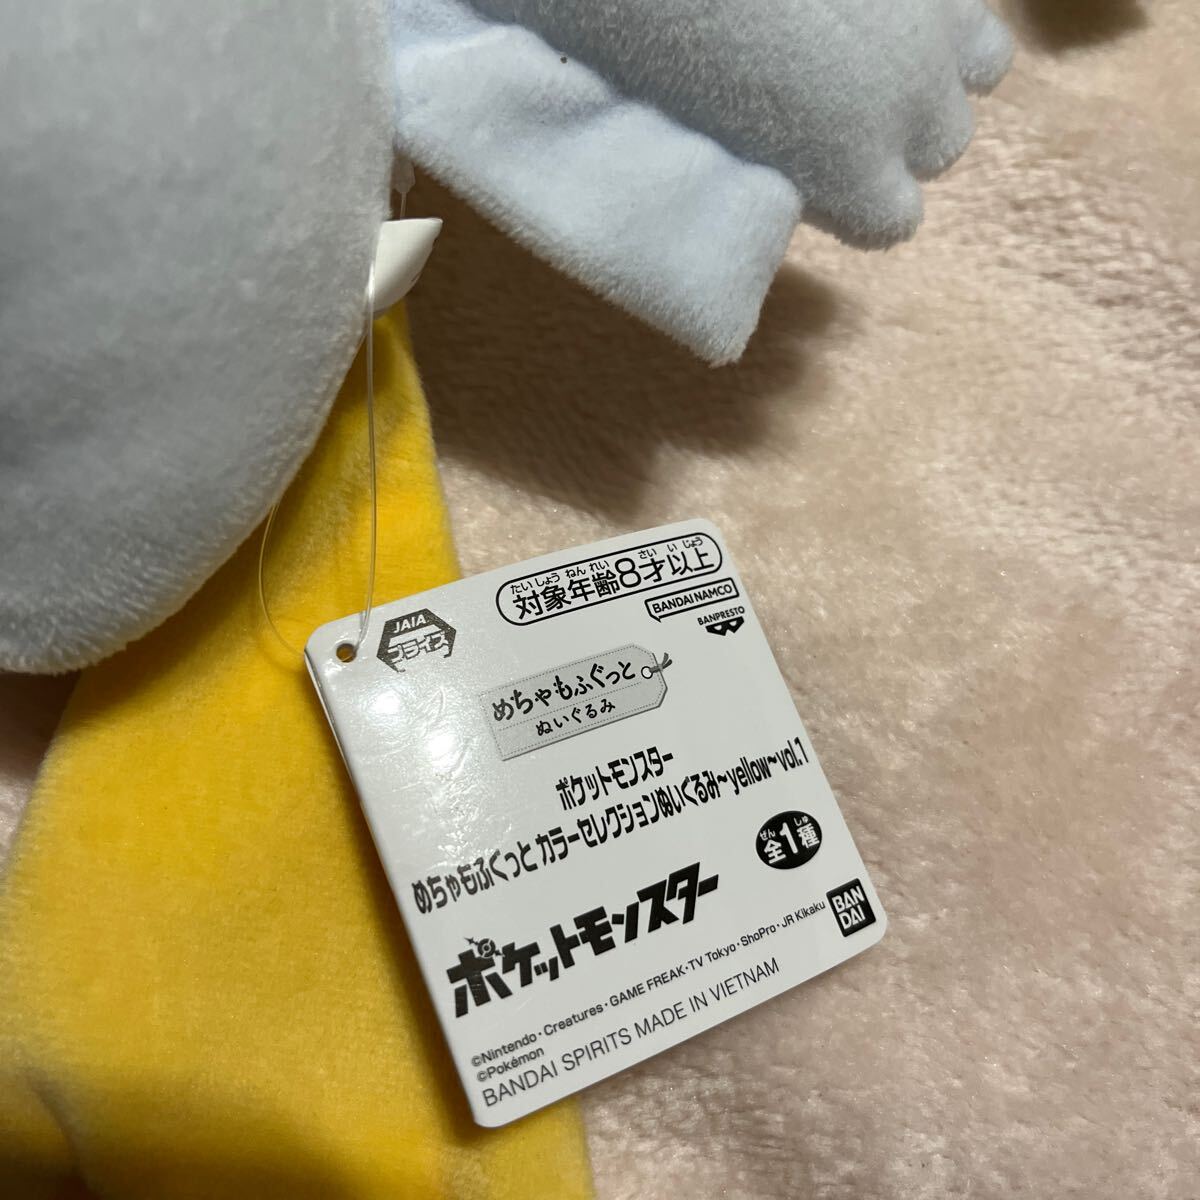 たいしょうねんれい さい いじょう
対象年齢8才以上
JAIA
プライズ
BANDAI NAMCO
BANPRESTO
めちゃもふぐっと
ぬいぐるみ
ポケットモンスター
めちゃもふぐっと カラーセレクションぬいぐるみ~yellow~vol.1
ぜん しゅ
全1種
ポケットモンスター
BAN
DAI
©Nintendo・Creatures・GAME FREAK・TV Tokyo・ShoPro・JR Kikaku
©Pokémon
BANDAI SPIRITS MADE IN VIETNAM